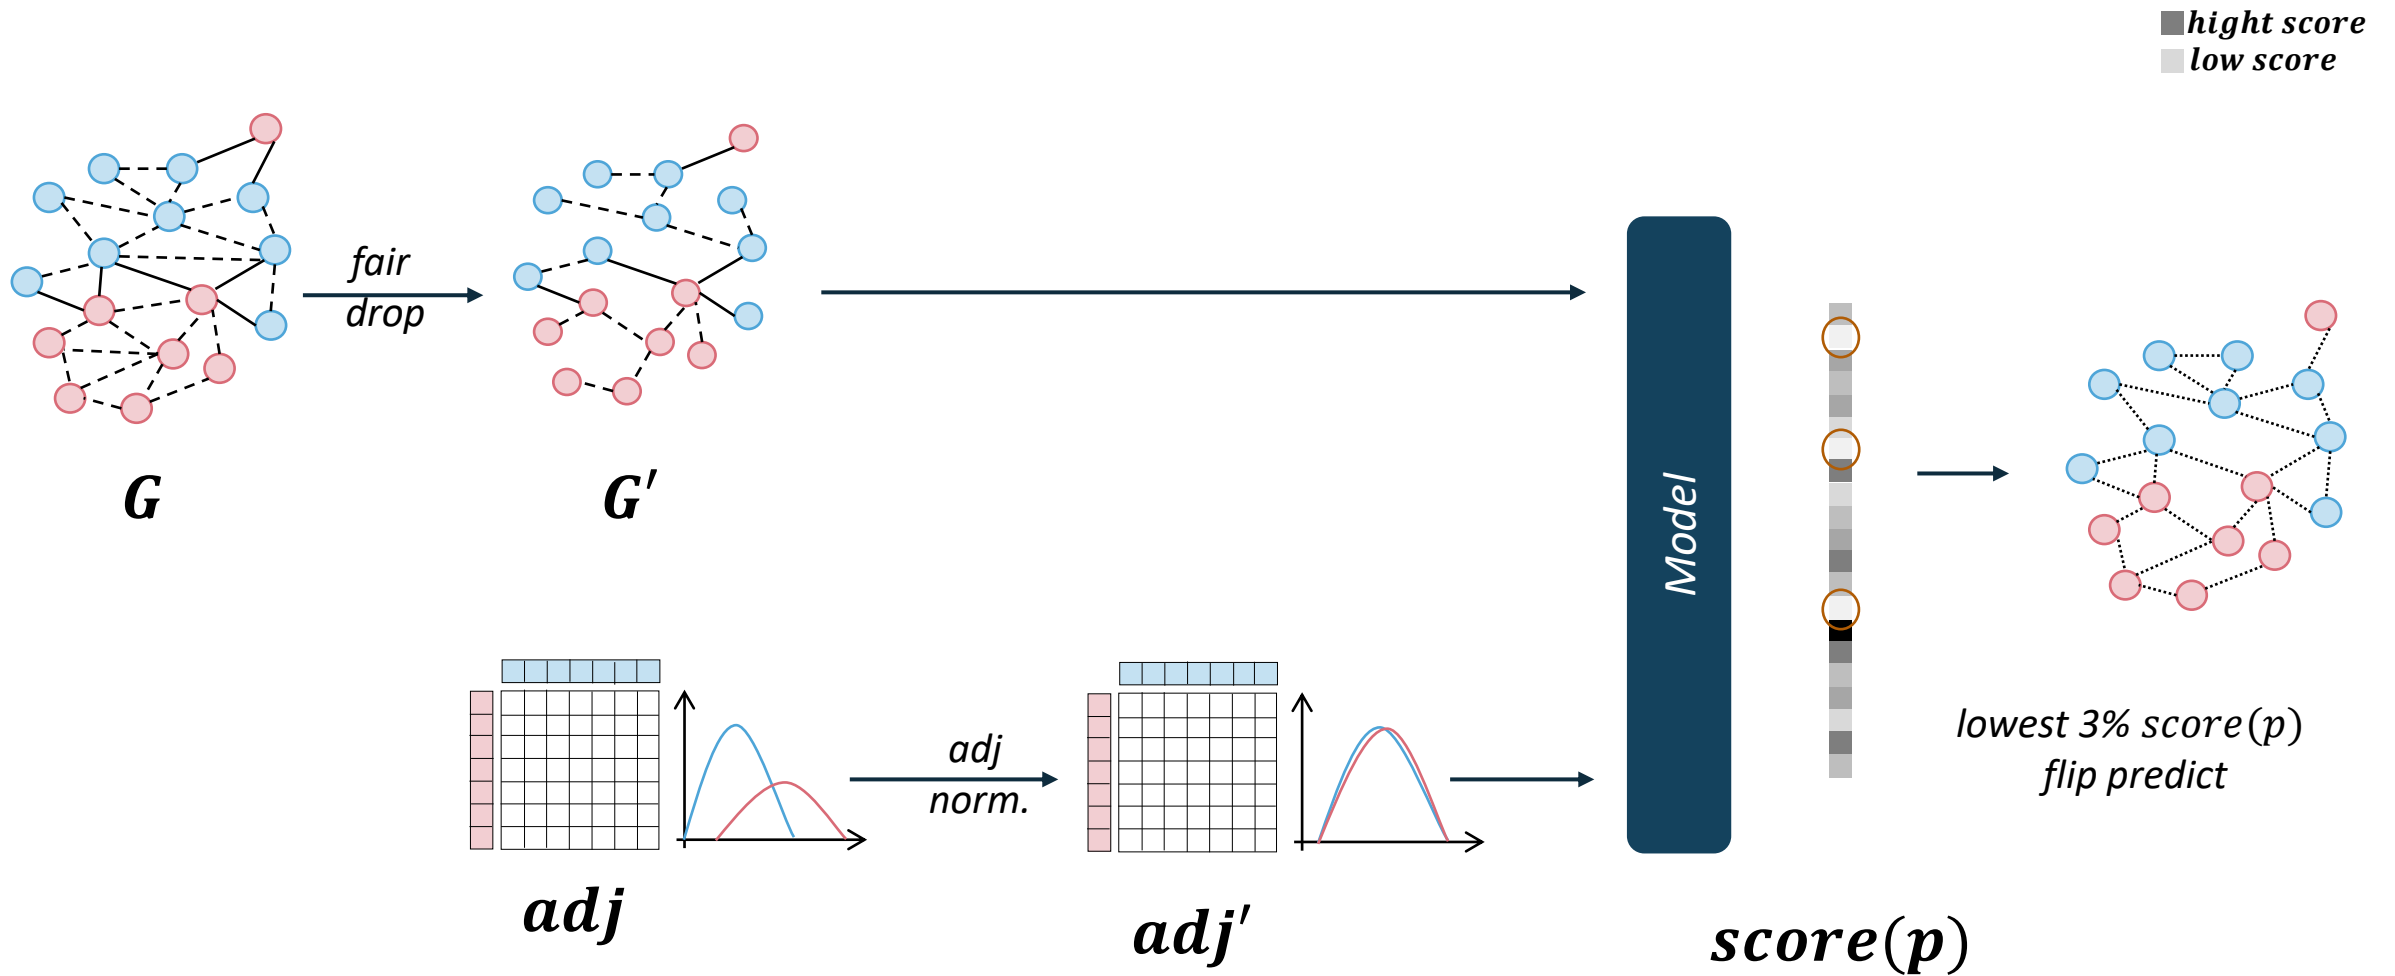 hight score
low score
fair
drop
G
G′
Model
adj
norm.
lowest 3% score(p)
flip predict
adj
adj′
score(p)